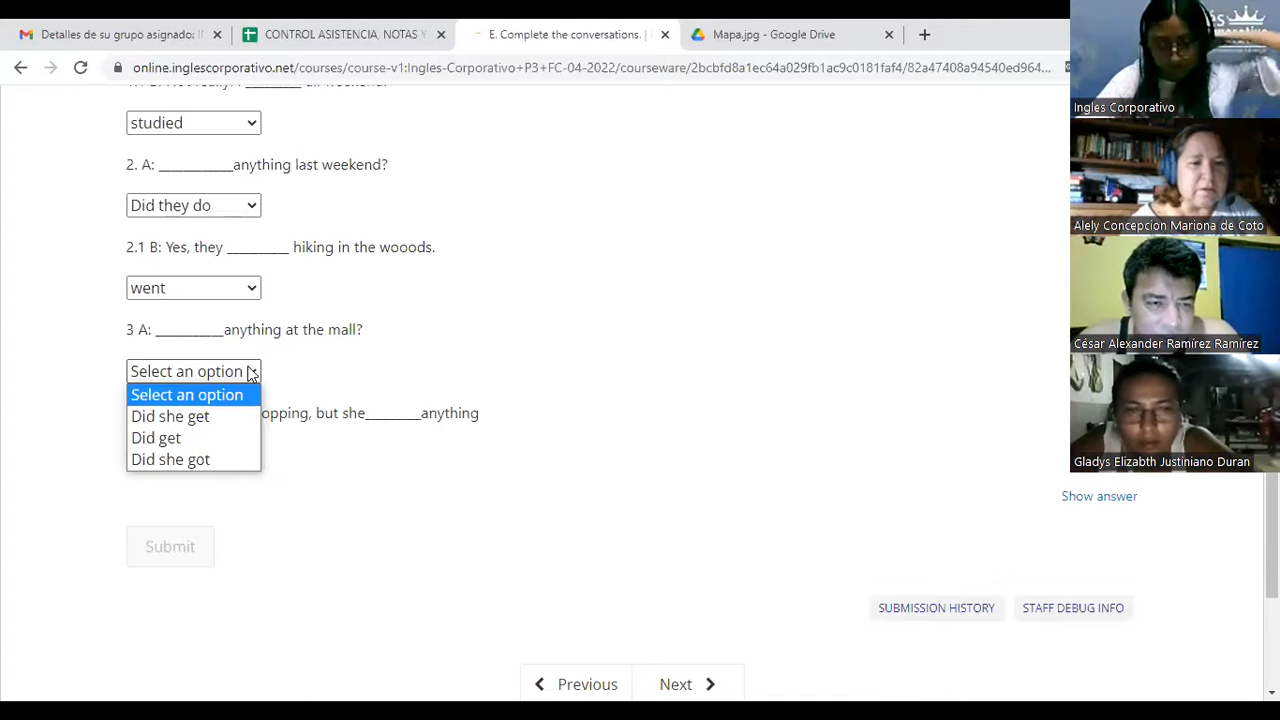 Detalles de su grupo asignado: I
CONTROL ASISTENCIA, NOTAS Y
E. Complete the conversations. |
Mapa.jpg - Google Drive
online.inglescorporativo.net/courses/course-v1:Ingles-Corporativo+P3+FC-04-2022/courseware/2bcbf8d8a1ec64a029fb1ac9c0181faf4/82a47408a94540ed964...
studied
2. A: ___________anything last weekend?
Did they do
2.1 B: Yes, they _________ hiking in the wooods.
went
3 A: __________anything at the mall?
Select an option
Select an option
Did she get
opping, but she________anything
Did get
Did she got
Show answer
Submit
SUBMISSION HISTORY
STAFF DEBUG INFO
Previous
Next
Ingles Corporativo
Alely Concepcion Mariona de Coto
César Alexander Ramírez Ramírez
Gladys Elizabth Justiniano Duran